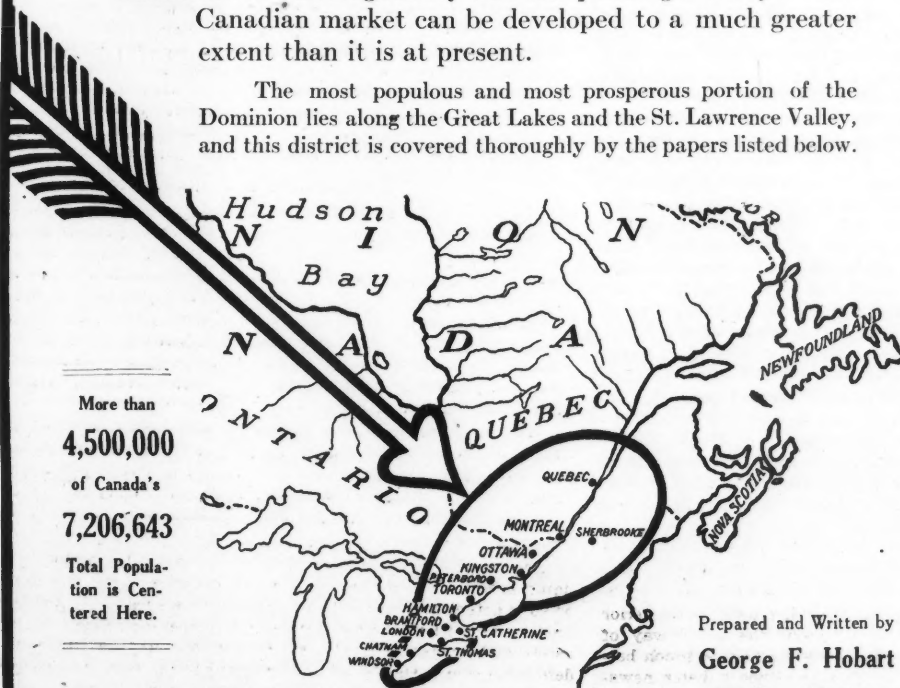 Canadian market can be developed to a much greater
extent than it is at present.
The most populous and most prosperous portion of the
Dominion lies along the Great Lakes and the St. Lawrence Valley,
and this district is covered thoroughly by the papers listed below.
Hudson
N I O N
Bay
N A D A
NEWFOUNDLAND
ONTARIO
QUEBEC
More than
4,500,000
of Canada's
7,206,643
Total Popula-
tion is Cen-
tered Here.
QUEBEC
NOVA SCOTIA
MONTREAL
SHERBROOKE
OTTAWA
KINGSTON
PETERBORO
TORONTO
HAMILTON
BRANTFORD
LONDON
ST. CATHERINE
CHATHAM
ST. THOMAS
WINDSOR
Prepared and Written by
George F. Hobart